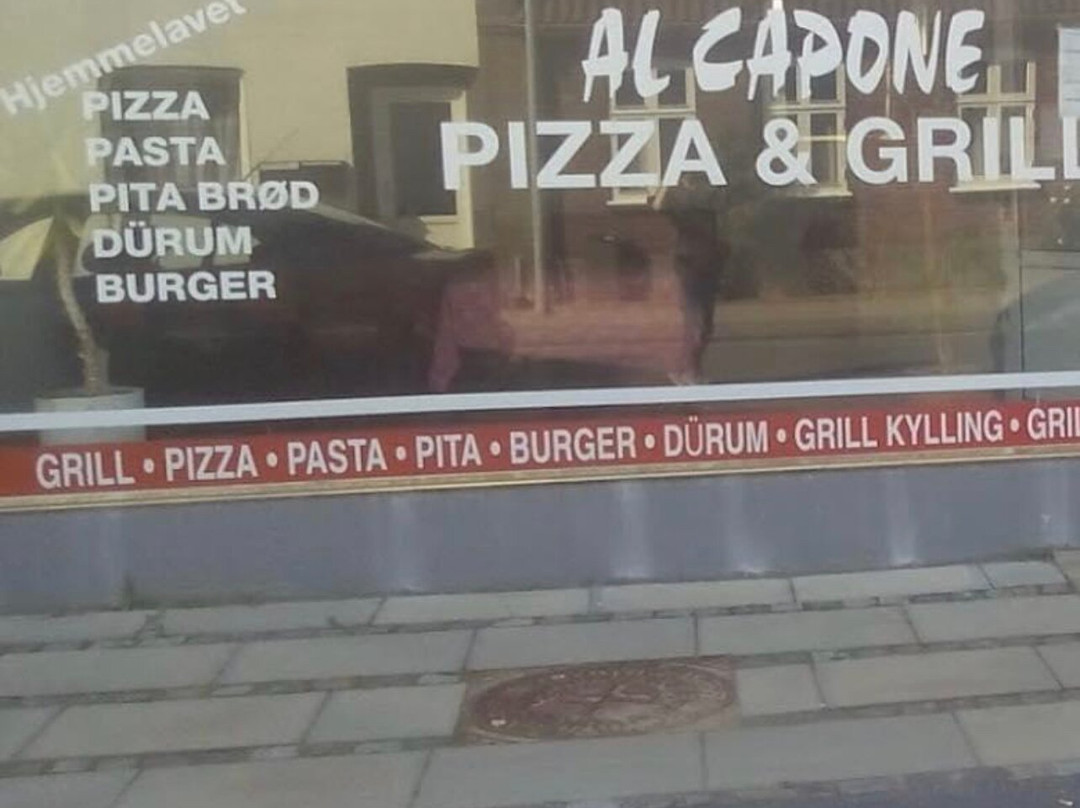 Hjemmelavet
PIZZA
PASTA
PITA BRØD
DÜRUM
BURGER
AL CAPONE
PIZZA & GRILL
GRILL • PIZZA • PASTA • PITA • BURGER • DÜRUM • GRILL KYLLING • GRIL